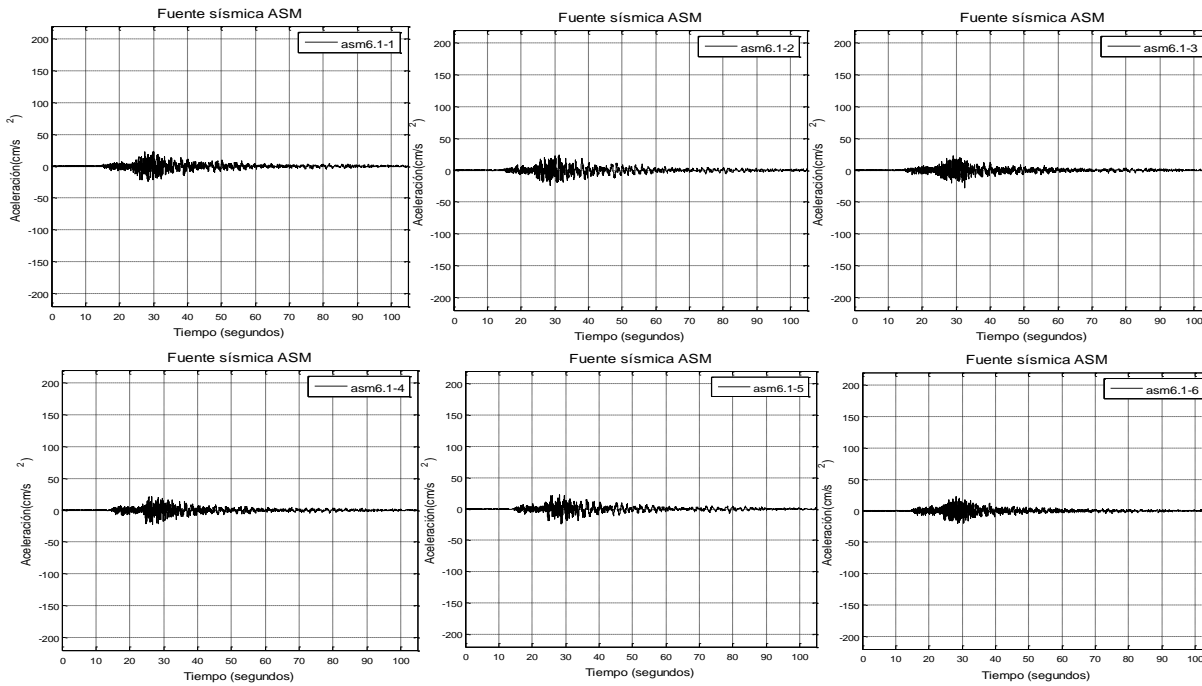 Fuente sísmica ASM
asm6.1-1
200
150
100
50
0
-50
-100
-150
-200
Aceleración(cm/s²)
0 10 20 30 40 50 60 70 80 90 100
Tiempo (segundos)
Fuente sísmica ASM
asm6.1-2
200
150
100
50
0
-50
-100
-150
-200
Aceleración(cm/s²)
0 10 20 30 40 50 60 70 80 90 100
Tiempo (segundos)
Fuente sísmica ASM
asm6.1-3
200
150
100
50
0
-50
-100
-150
-200
Aceleración(cm/s²)
0 10 20 30 40 50 60 70 80 90 100
Tiempo (segundos)
Fuente sísmica ASM
asm6.1-4
200
150
100
50
0
-50
-100
-150
-200
Aceleración(cm/s²)
0 10 20 30 40 50 60 70 80 90 100
Tiempo (segundos)
Fuente sísmica ASM
asm6.1-5
200
150
100
50
0
-50
-100
-150
-200
Aceleración(cm/s²)
0 10 20 30 40 50 60 70 80 90 100
Tiempo (segundos)
Fuente sísmica ASM
asm6.1-6
200
150
100
50
0
-50
-100
-150
-200
Aceleración(cm/s²)
0 10 20 30 40 50 60 70 80 90 100
Tiempo (segundos)